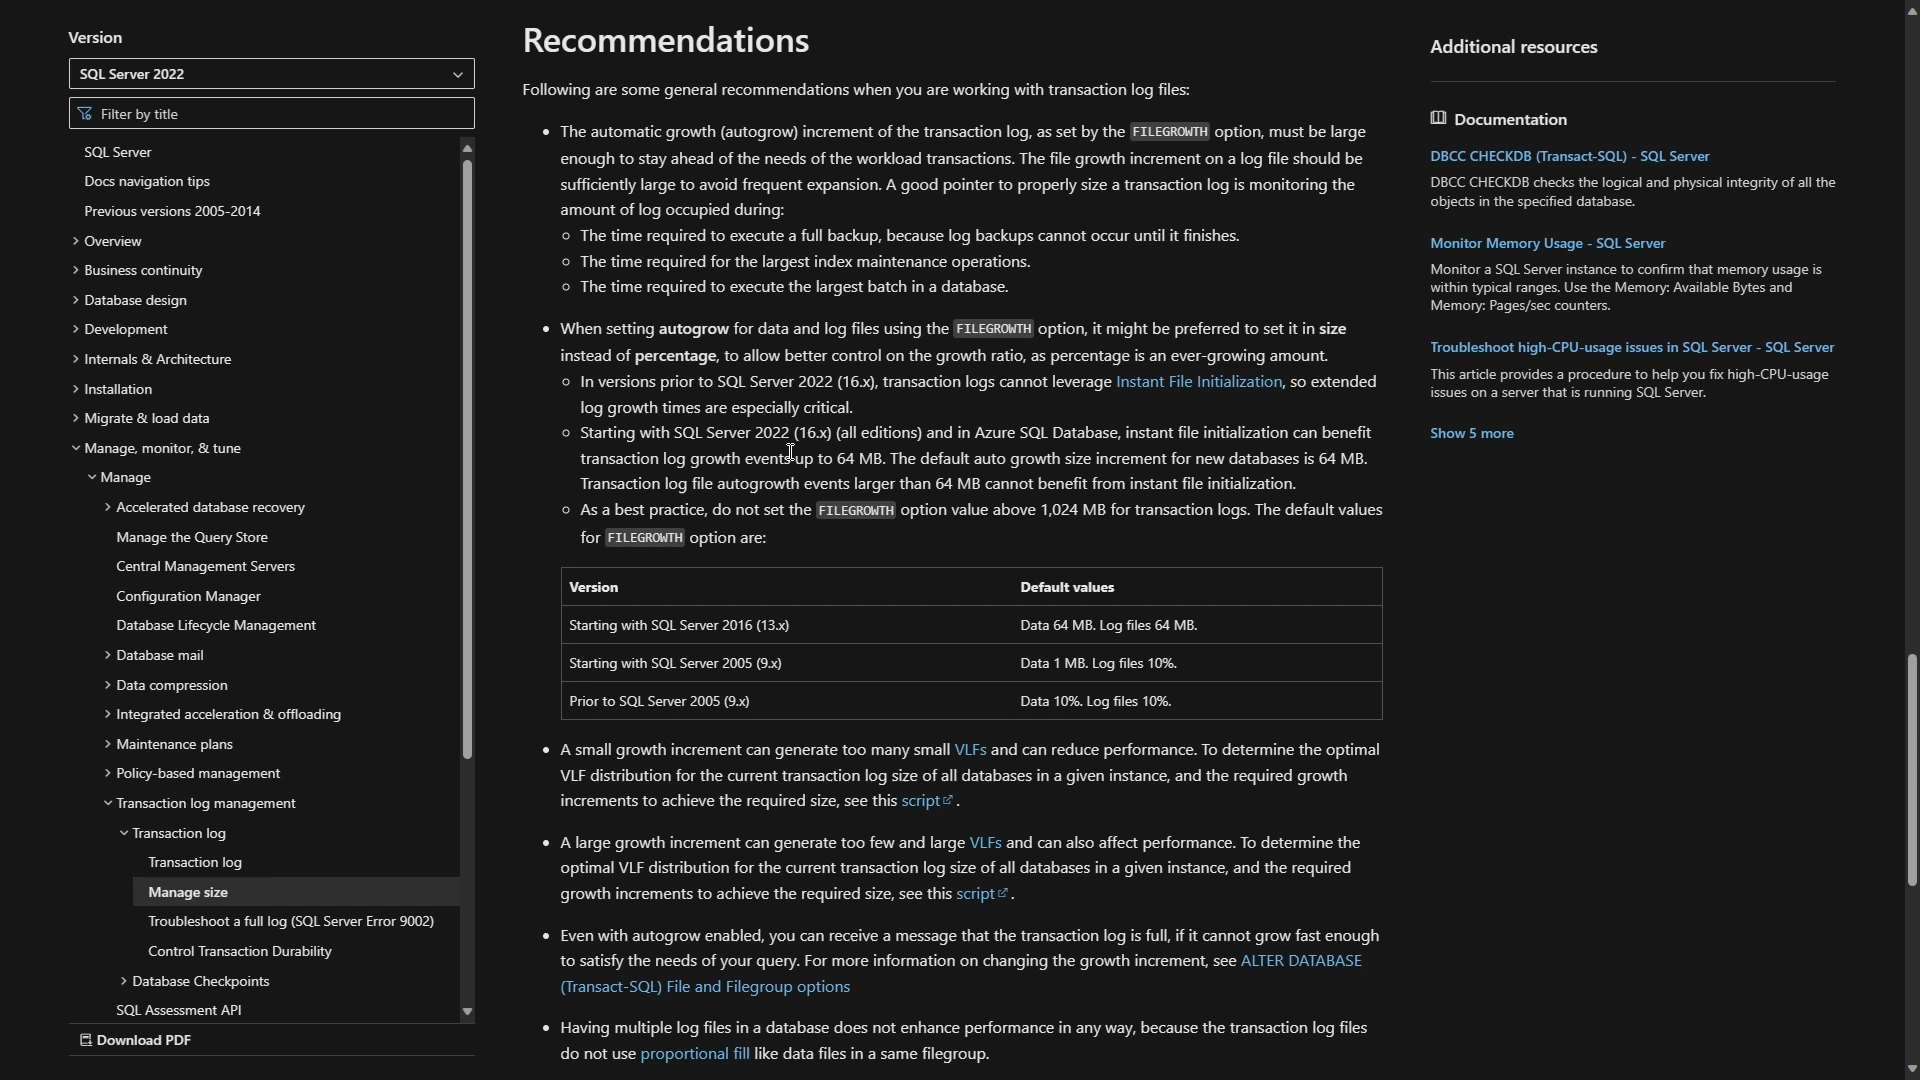 Version
SQL Server 2022
Filter by title
SQL Server
Docs navigation tips
Previous versions 2005-2014
Overview
Business continuity
Database design
Development
Internals & Architecture
Installation
Migrate & load data
Manage, monitor, & tune
Manage
Accelerated database recovery
Manage the Query Store
Central Management Servers
Configuration Manager
Database Lifecycle Management
Database mail
Data compression
Integrated acceleration & offloading
Maintenance plans
Policy-based management
Transaction log management
Transaction log
Transaction log
Manage size
Troubleshoot a full log (SQL Server Error 9002)
Control Transaction Durability
Database Checkpoints
SQL Assessment API
Download PDF
Recommendations
Following are some general recommendations when you are working with transaction log files:
• The automatic growth (autogrow) increment of the transaction log, as set by the FILEGROWTH option, must be large
enough to stay ahead of the needs of the workload transactions. The file growth increment on a log file should be
sufficiently large to avoid frequent expansion. A good pointer to properly size a transaction log is monitoring the
amount of log occupied during:
○ The time required to execute a full backup, because log backups cannot occur until it finishes.
○ The time required for the largest index maintenance operations.
○ The time required to execute the largest batch in a database.
• When setting autogrow for data and log files using the FILEGROWTH option, it might be preferred to set it in size
instead of percentage, to allow better control on the growth ratio, as percentage is an ever-growing amount.
○ In versions prior to SQL Server 2022 (16.x), transaction logs cannot leverage Instant File Initialization, so extended
log growth times are especially critical.
○ Starting with SQL Server 2022 (16.x) (all editions) and in Azure SQL Database, instant file initialization can benefit
transaction log growth events up to 64 MB. The default auto growth size increment for new databases is 64 MB.
Transaction log file autogrowth events larger than 64 MB cannot benefit from instant file initialization.
○ As a best practice, do not set the FILEGROWTH option value above 1,024 MB for transaction logs. The default values
for FILEGROWTH option are:
Version Default values
Starting with SQL Server 2016 (13.x) Data 64 MB. Log files 64 MB.
Starting with SQL Server 2005 (9.x) Data 1 MB. Log files 10%.
Prior to SQL Server 2005 (9.x) Data 10%. Log files 10%.
• A small growth increment can generate too many small VLFs and can reduce performance. To determine the optimal
VLF distribution for the current transaction log size of all databases in a given instance, and the required growth
increments to achieve the required size, see this script.
• A large growth increment can generate too few and large VLFs and can also affect performance. To determine the
optimal VLF distribution for the current transaction log size of all databases in a given instance, and the required
growth increments to achieve the required size, see this script.
• Even with autogrow enabled, you can receive a message that the transaction log is full, if it cannot grow fast enough
to satisfy the needs of your query. For more information on changing the growth increment, see ALTER DATABASE
(Transact-SQL) File and Filegroup options
• Having multiple log files in a database does not enhance performance in any way, because the transaction log files
do not use proportional fill like data files in a same filegroup.
Additional resources
Documentation
DBCC CHECKDB (Transact-SQL) - SQL Server
DBCC CHECKDB checks the logical and physical integrity of all the
objects in the specified database.
Monitor Memory Usage - SQL Server
Monitor a SQL Server instance to confirm that memory usage is
within typical ranges. Use the Memory: Available Bytes and
Memory: Pages/sec counters.
Troubleshoot high-CPU-usage issues in SQL Server - SQL Server
This article provides a procedure to help you fix high-CPU-usage
issues on a server that is running SQL Server.
Show 5 more